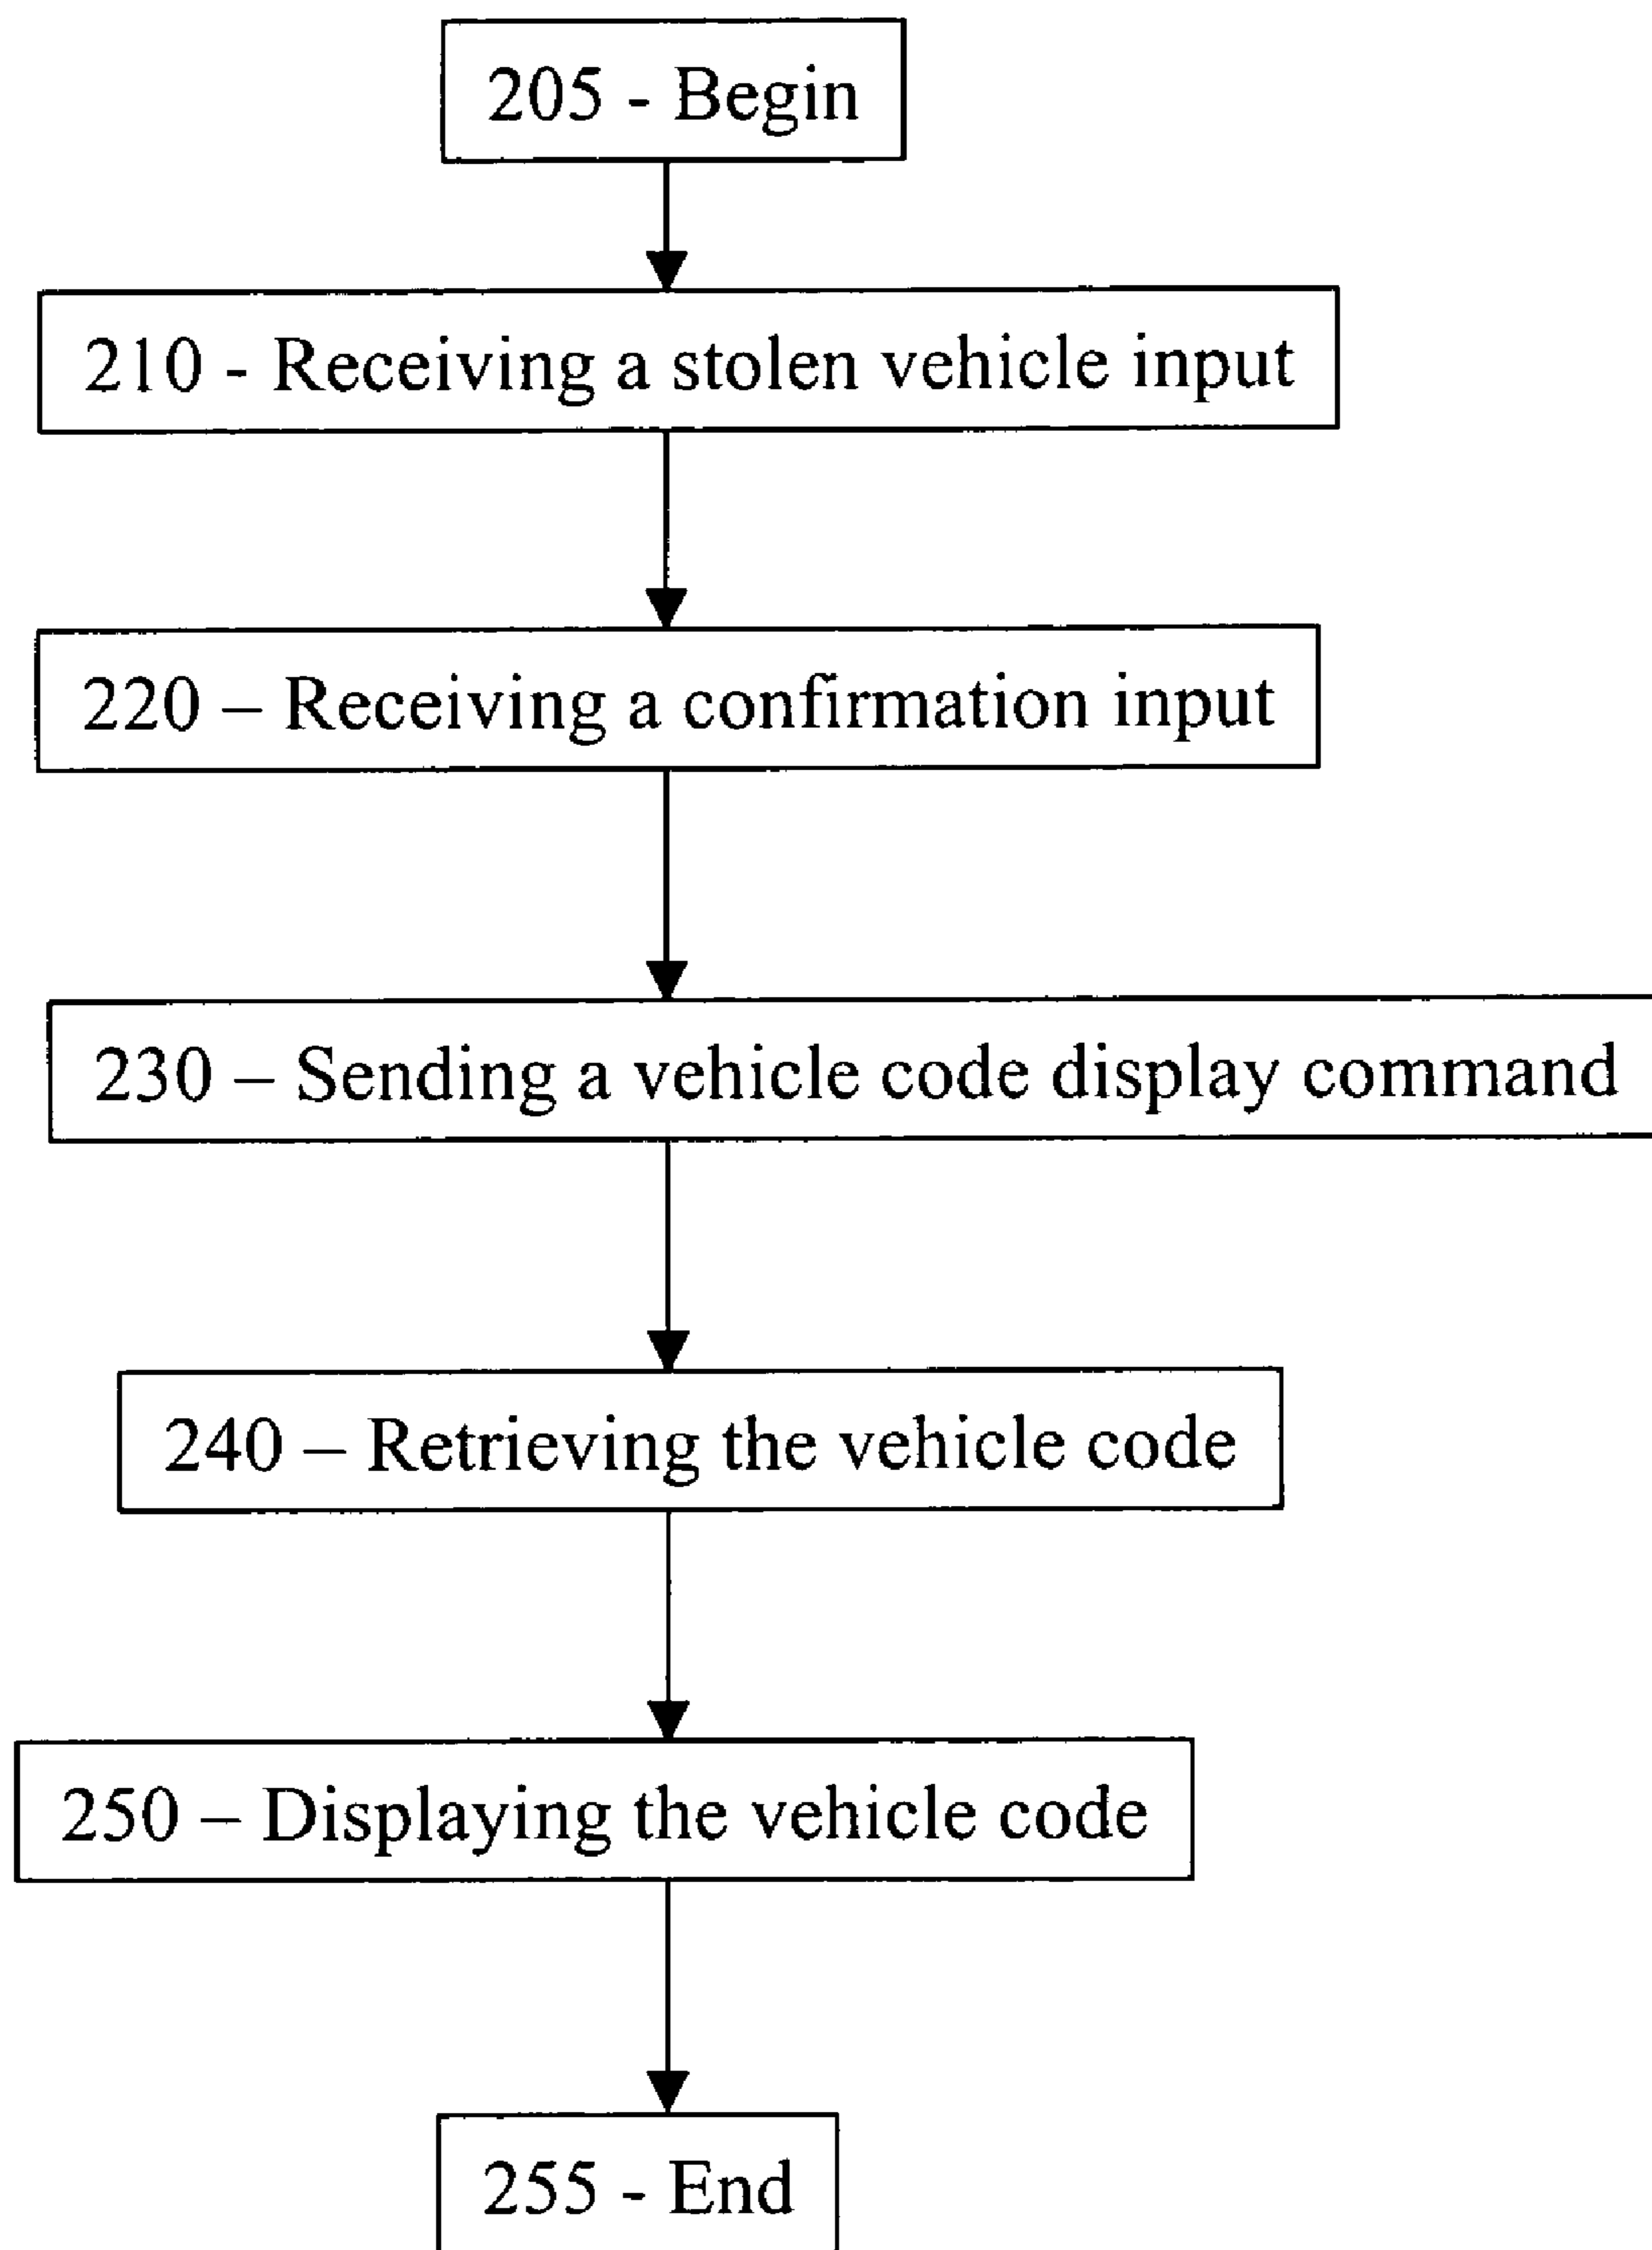 205 - Begin
210 - Receiving a stolen vehicle input
220 – Receiving a confirmation input
230 – Sending a vehicle code display command
240 – Retrieving the vehicle code
250 – Displaying the vehicle code
255 - End